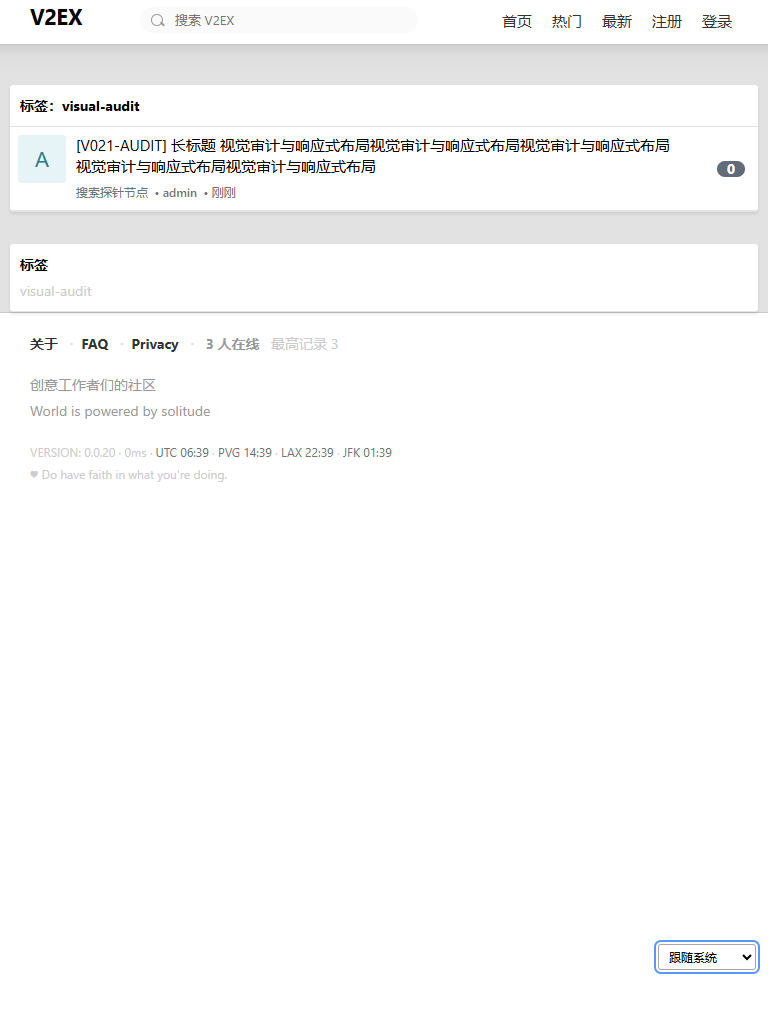 V2EX
搜索 V2EX
首页 热门 最新 注册 登录
标签：visual-audit
A
[V021-AUDIT] 长标题 视觉审计与响应式布局视觉审计与响应式布局视觉审计与响应式布局
视觉审计与响应式布局视觉审计与响应式布局
0
搜索探针节点 • admin • 刚刚
标签
visual-audit
关于 · FAQ · Privacy · 3 人在线 最高记录 3
创意工作者们的社区
World is powered by solitude
VERSION: 0.0.20 · 0ms · UTC 06:39 · PVG 14:39 · LAX 22:39 · JFK 01:39
♥ Do have faith in what you're doing.
跟随系统